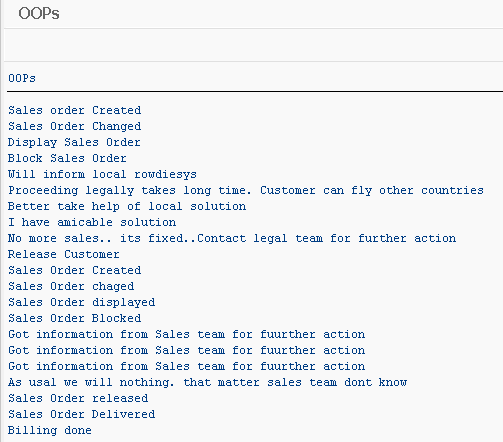 OOPs
OOPs
Sales order Created
Sales Order Changed
Display Sales Order
Block Sales Order
Will inform local rowdiesys
Proceeding legally takes long time. Customer can fly other countries
Better take help of local solution
I have amicable solution
No more sales.. its fixed..Contact legal team for further action
Release Customer
Sales Order Created
Sales Order chaged
Sales Order displayed
Sales Order Blocked
Got information from Sales team for fuurther action
Got information from Sales team for fuurther action
Got information from Sales team for fuurther action
As usal we will nothing. that matter sales team dont know
Sales Order released
Sales Order Delivered
Billing done